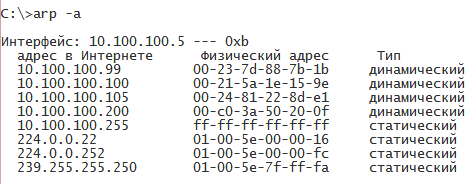 C:\>arp -a
Интерфейс: 10.100.100.5 --- 0xb
адрес в Интернете Физический адрес Тип
10.100.100.99 00-23-7d-88-7b-1b динамический
10.100.100.100 00-21-5a-1e-15-9e динамический
10.100.100.105 00-24-81-22-8d-e1 динамический
10.100.100.200 00-c0-3a-50-20-0f динамический
10.100.100.255 ff-ff-ff-ff-ff-ff статический
224.0.0.22 01-00-5e-00-00-16 статический
224.0.0.252 01-00-5e-00-00-fc статический
239.255.255.250 01-00-5e-7f-ff-fa статический